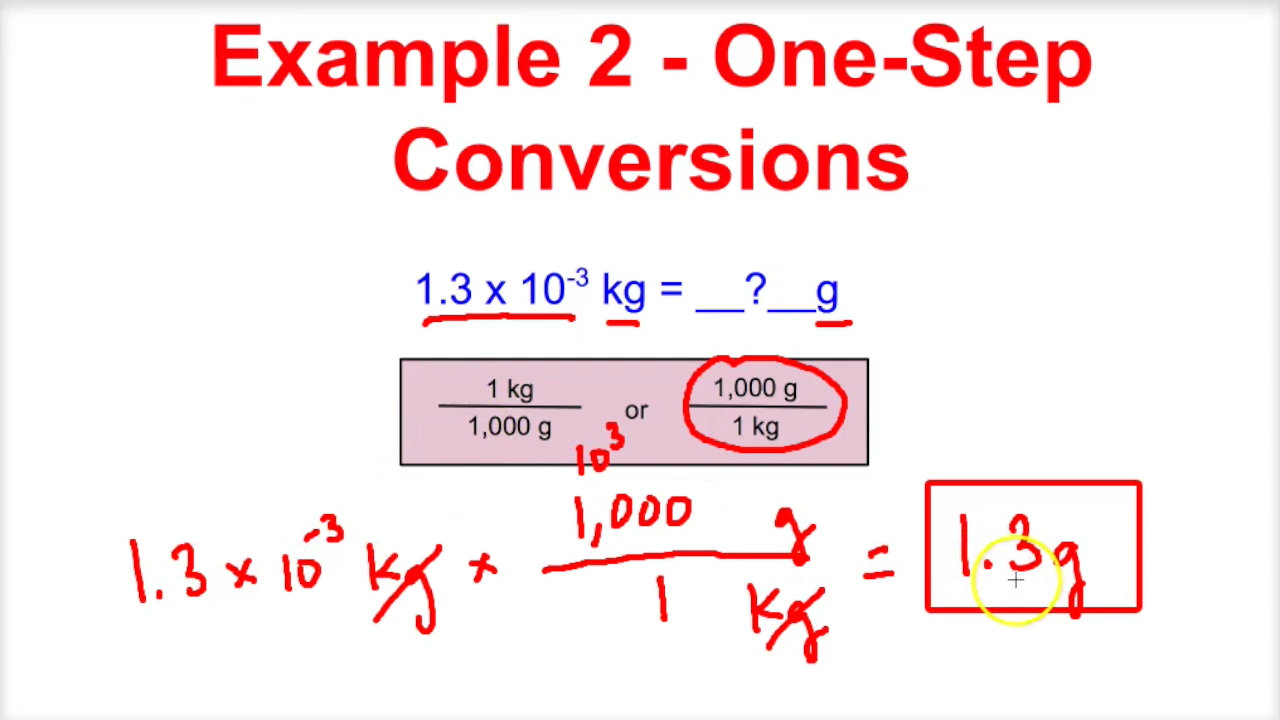 Example 2 - One-Step
Conversions
1.3 x 10⁻³ kg = __?__g
1 kg
1,000 g
or
1,000 g
1 kg
10³
1.3 × 10⁻³ kg × 1,000 g = 1.3 g
1 kg